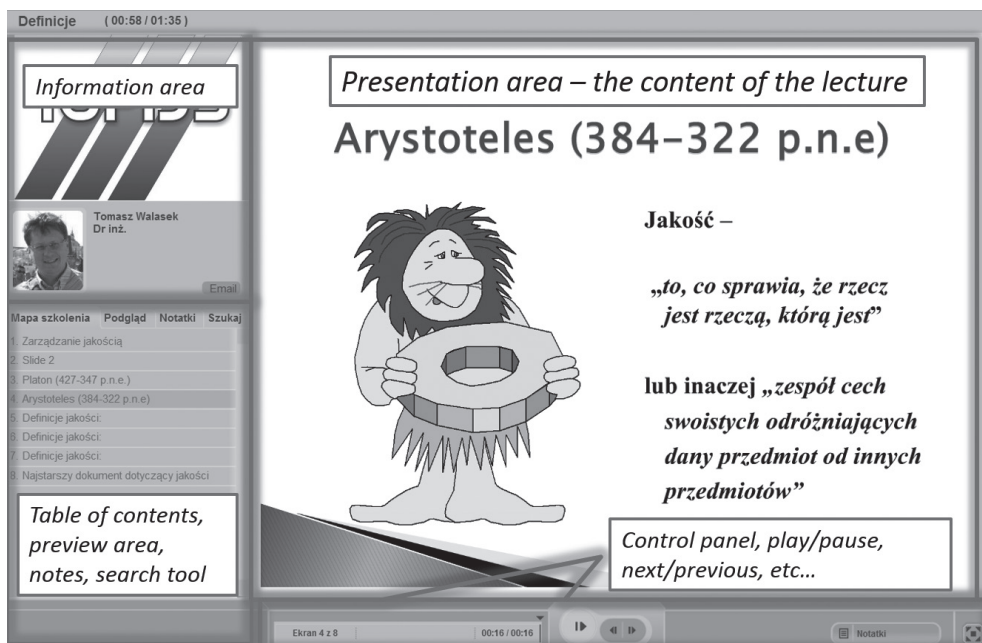 Definicje ( 00:58 / 01:35 )
Information area
Tomasz Walasek
Dr inż.
Email
Mapa szkolenia Podgląd Notatki Szukaj
1. Zarządzanie jakością
2. Slide 2
3. Platon (427-347 p.n.e.)
4. Arystoteles (384-322 p.n.e)
5. Definicje jakości:
6. Definicje jakości:
7. Definicje jakości:
8. Najstarszy dokument dotyczący jakości
Table of contents,
preview area,
notes, search tool
Presentation area – the content of the lecture
Arystoteles (384-322 p.n.e)
Jakość –
„to, co sprawia, że rzecz
jest rzeczą, którą jest”
lub inaczej „zespół cech
swoistych odróżniających
dany przedmiot od innych
przedmiotów”
Control panel, play/pause,
next/previous, etc...
Ekran 4 z 8 00:16 / 00:16 Notatki